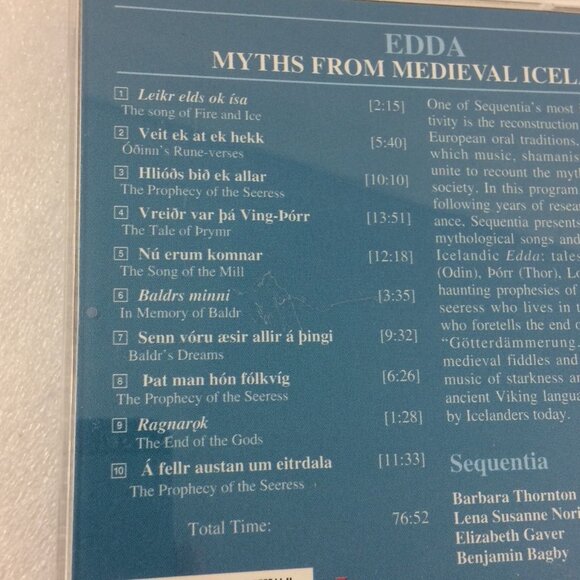 EDDA
MYTHS FROM MEDIEVAL
1 Leikr elds ok ísa [2:15]
The song of Fire and Ice
2 Veit ek at ek hekk [5:40]
Óðinn's Rune-verses
3 Hlióðs bið ek allar [10:10]
The Prophecy of the Seeress
4 Vreiðr var þá Ving-Þórr [13:51]
The Tale of Þrymr
5 Nú erum komnar [12:18]
The Song of the Mill
6 Baldrs minni [3:35]
In Memory of Baldr
7 Senn vóru æsir allir á þingi [9:32]
Baldr's Dreams
8 Þat man hón fólkvíg [6:26]
The Prophecy of the Seeress
9 Ragnarǫk [1:28]
The End of the Gods
10 Á fellr austan um eitrdala [11:33]
The Prophecy of the Seeress
Total Time: 76:52
One of Sequentia's most
tivity is the reconstruction
European oral traditions,
which music, shamanis
unite to recount the myth
society. In this program
following years of resear
ance, Sequentia presents
mythological songs and
Icelandic Edda: tales
(Odin), Þórr (Thor), Lo
haunting prophesies of
seeress who lives in t
who foretells the end o
"Götterdämmerung.
medieval fiddles and
music of starkness an
ancient Viking langua
by Icelanders today.
Sequentia
Barbara Thornton
Lena Susanne Nori
Elizabeth Gaver
Benjamin Bagby